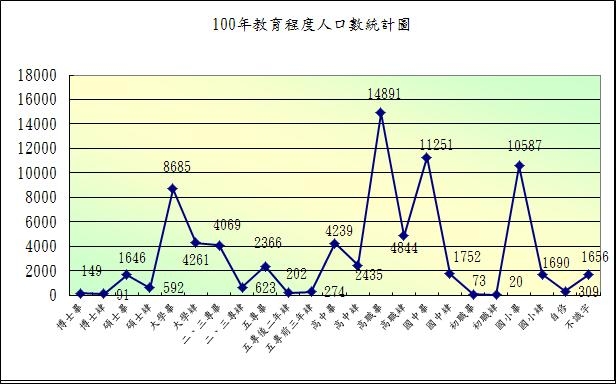 100年教育程度人口數統計圖
18000
16000
14000
12000
10000
8000
6000
4000
2000
0
149
91
1646
592
8685
4261
4069
623
2366
202
274
4239
2435
14891
4844
11251
1752
73
20
10587
1690
309
1656
博士畢
博士肄
碩士畢
碩士肄
大學畢
大學肄
二、三專畢
二、三專肄
五專畢
五專後二年肄
五專前三年肄
高中畢
高中肄
高職畢
高職肄
國中畢
國中肄
初職畢
初職肄
國小畢
國小肄
自修
不識字